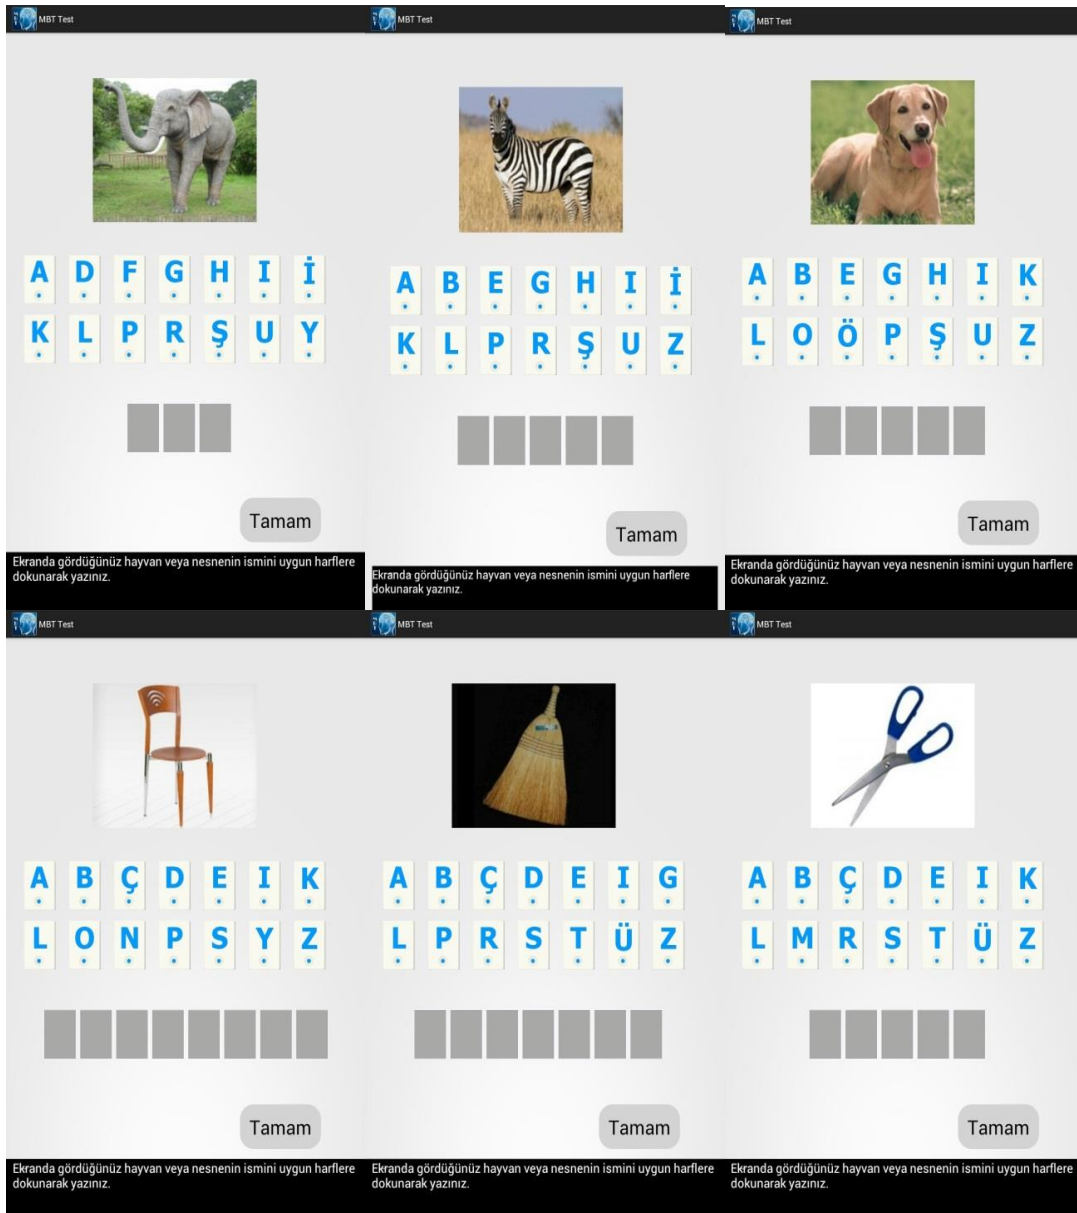 MBT Test
A D F G H I İ
K L P R Ş U Y
Tamam
Ekranda gördüğünüz hayvan veya nesnenin ismini uygun harflere
dokunarak yazınız.
MBT Test
A B E G H I İ
K L P R Ş U Z
Tamam
Ekranda gördüğünüz hayvan veya nesnenin ismini uygun harflere
dokunarak yazınız.
MBT Test
A B E G H I K
L O Ö P Ş U Z
Tamam
Ekranda gördüğünüz hayvan veya nesnenin ismini uygun harflere
dokunarak yazınız.
MBT Test
A B Ç D E I K
L O N P S Y Z
Tamam
Ekranda gördüğünüz hayvan veya nesnenin ismini uygun harflere
dokunarak yazınız.
MBT Test
A B Ç D E I G
L P R S T Ü Z
Tamam
Ekranda gördüğünüz hayvan veya nesnenin ismini uygun harflere
dokunarak yazınız.
MBT Test
A B Ç D E I K
L M R S T Ü Z
Tamam
Ekranda gördüğünüz hayvan veya nesnenin ismini uygun harflere
dokunarak yazınız.